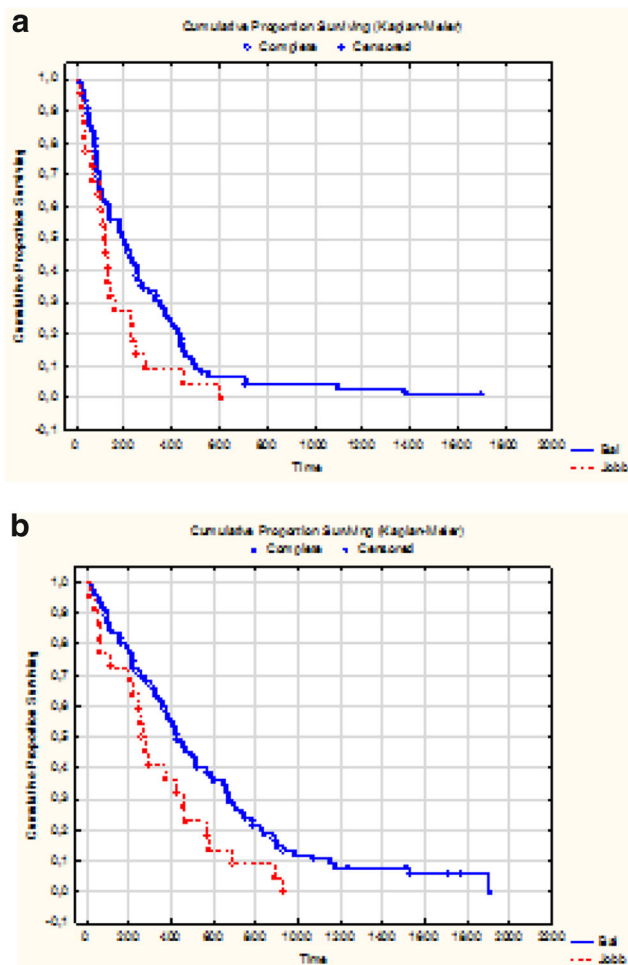 a
Cumulative Proportion Surviving (Kaplan-Meier)
Complete Censored
Cumulative Proportion Surviving
1,0
0,9
0,8
0,7
0,6
0,5
0,4
0,3
0,2
0,1
0,0
-0,1
0 200 400 600 800 1000 1200 1400 1600 1800 2000
Time
Bal
Jobb
b
Cumulative Proportion Surviving (Kaplan-Meier)
Complete Censored
Cumulative Proportion Surviving
1,0
0,9
0,8
0,7
0,6
0,5
0,4
0,3
0,2
0,1
0,0
-0,1
0 200 400 600 800 1000 1200 1400 1600 1800 2000 2200
Time
Bal
Jobb